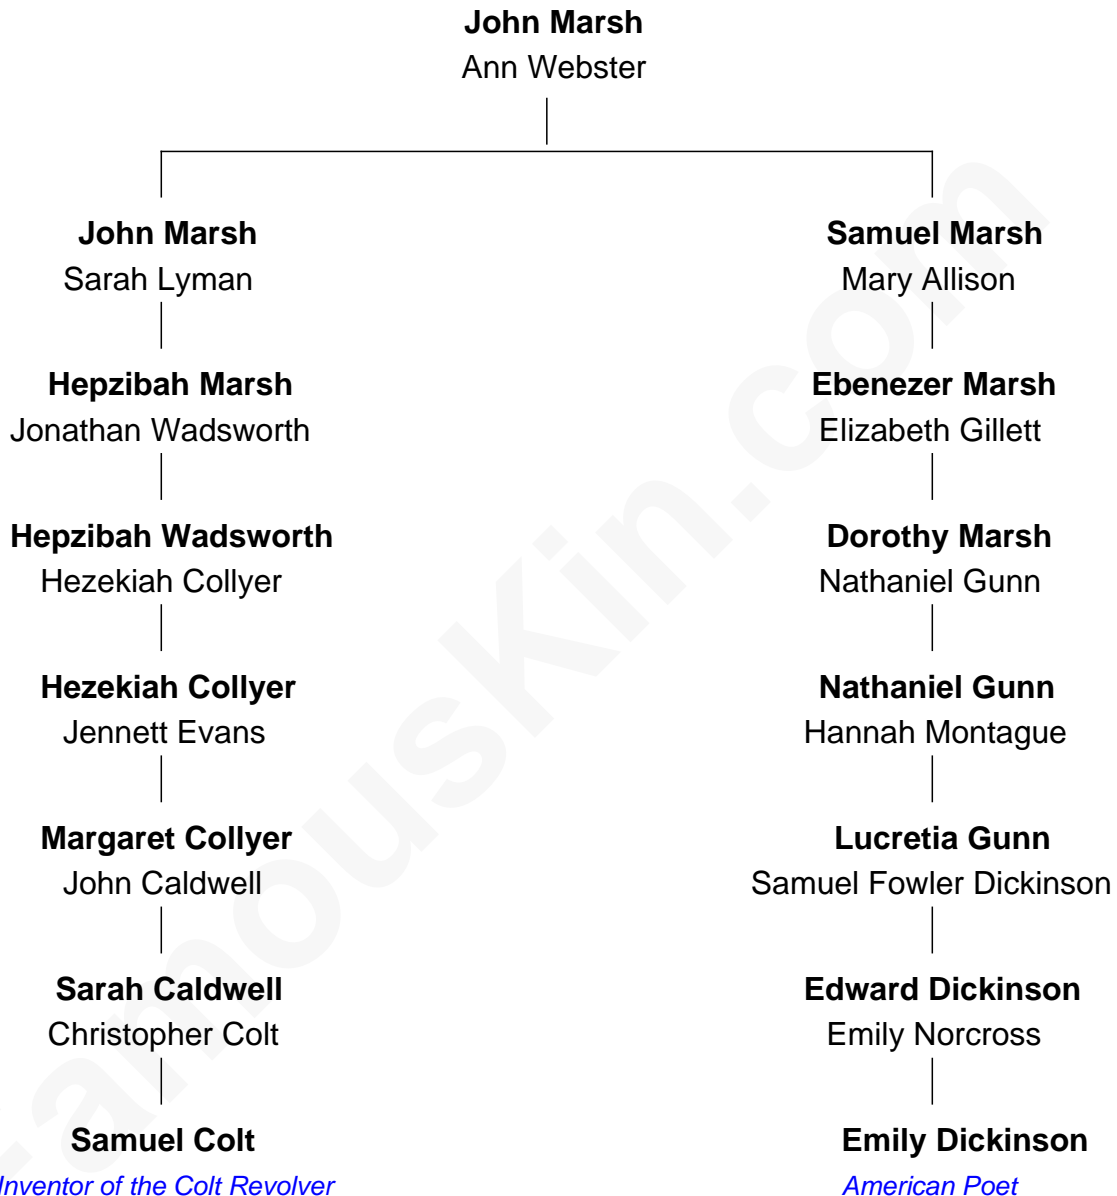 John Marsh
Ann Webster
John Marsh
Sarah Lyman
Hepzibah Marsh
Jonathan Wadsworth
Hepzibah Wadsworth
Hezekiah Collyer
Hezekiah Collyer
Jennett Evans
Margaret Collyer
John Caldwell
Sarah Caldwell
Christopher Colt
Samuel Colt
Inventor of the Colt Revolver
Samuel Marsh
Mary Allison
Ebenezer Marsh
Elizabeth Gillett
Dorothy Marsh
Nathaniel Gunn
Nathaniel Gunn
Hannah Montague
Lucretia Gunn
Samuel Fowler Dickinson
Edward Dickinson
Emily Norcross
Emily Dickinson
American Poet
FamousKin.com